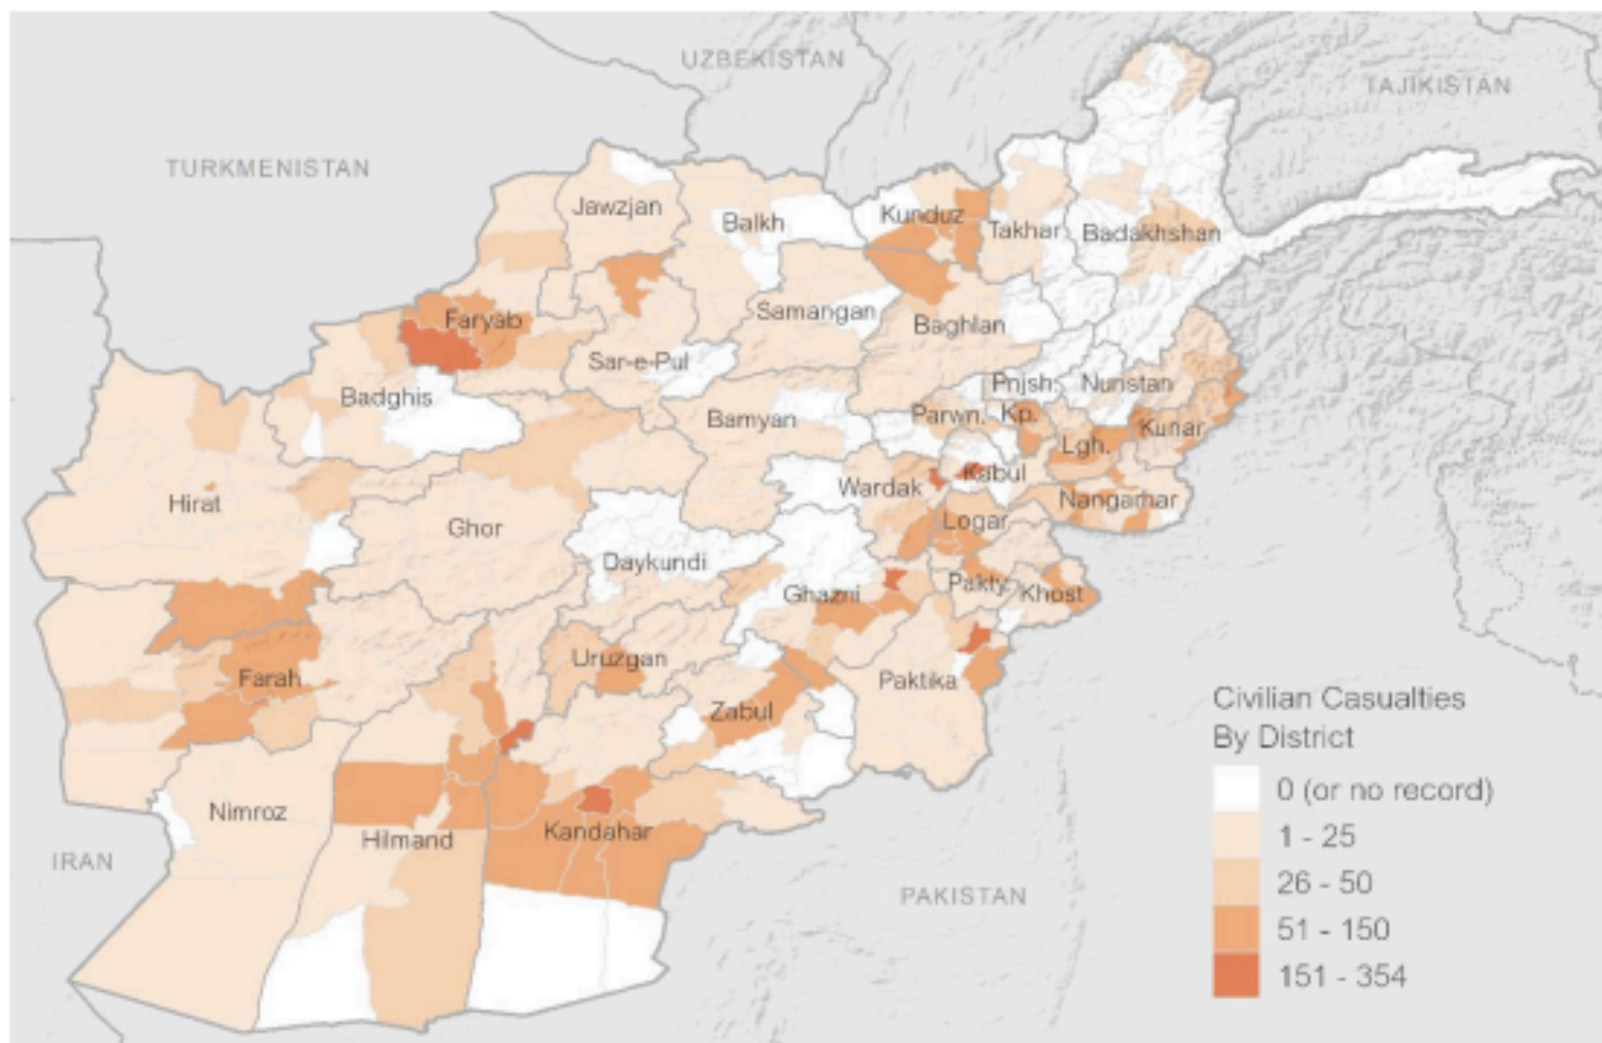 UZBEKISTAN
TAJIKISTAN
TURKMENISTAN
Jawzjan
Balkh
Kunduz
Takhar
Badakhshan
Faryab
Samangan
Baghlan
Sar-e-Pul
Badghis
Bamyan
Pnjsh.
Nuristan
Parwn.
Kp.
Kunar
Lgh.
Kabul
Wardak
Hirat
Ghor
Nangarhar
Logar
Daykundi
Ghazni
Pakty.
Khost
Uruzgan
Farah
Paktika
Zabul
Nimroz
Hilmand
Kandahar
IRAN
PAKISTAN
Civilian Casualties
By District
0 (or no record)
1 - 25
26 - 50
51 - 150
151 - 354